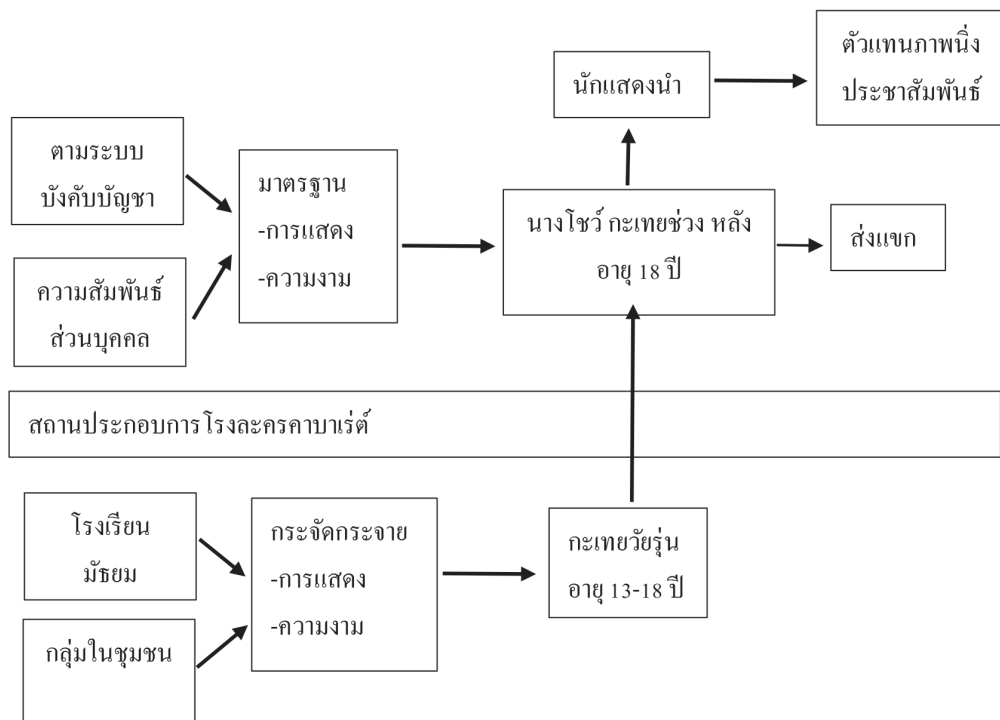 ตัวแทนภาพนิ่ง
ประชาสัมพันธ์
นักแสดงนำ
ตามระบบ
บังคับบัญชา
มาตรฐาน
-การแสดง
-ความงาม
นางโชว์ กะเทยช่วง หลัง
อายุ 18 ปี
ส่งแขก
ความสัมพันธ์
ส่วนบุคคล
สถานประกอบการโรงละครคาบาเร่ต์
โรงเรียน
มัธยม
กระจัดกระจาย
-การแสดง
-ความงาม
กะเทยวัยรุ่น
อายุ 13-18 ปี
กลุ่มในชุมชน